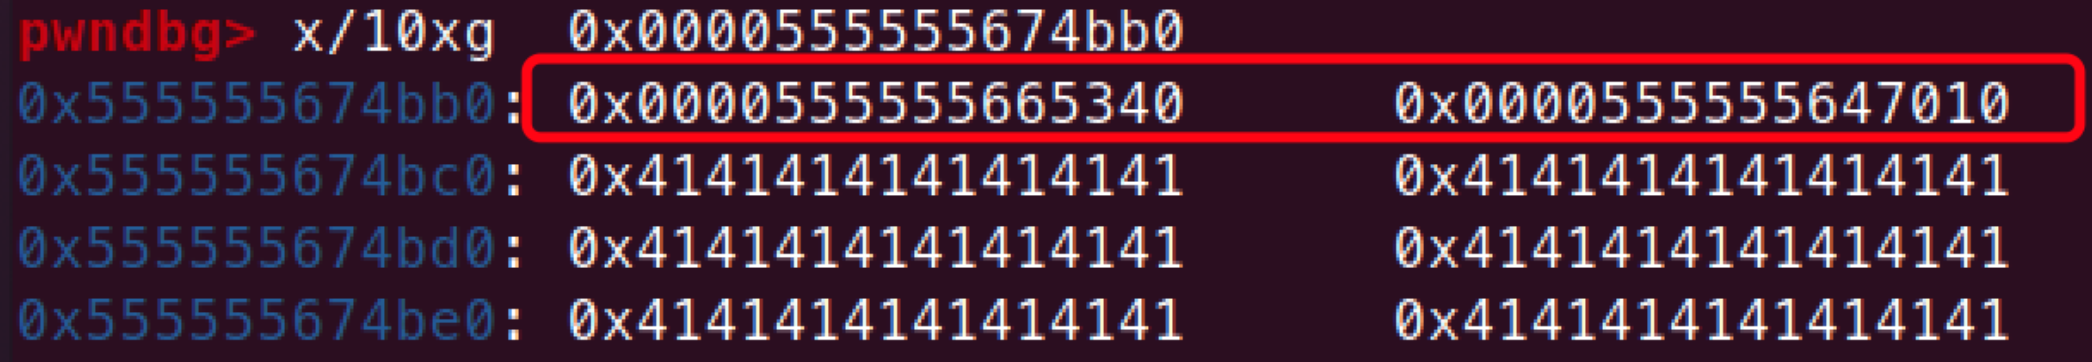 pwndbg> x/10xg 0x0000555555674bb0
0x555555674bb0: 0x0000555555665340 0x0000555555647010
0x555555674bc0: 0x4141414141414141 0x4141414141414141
0x555555674bd0: 0x4141414141414141 0x4141414141414141
0x555555674be0: 0x4141414141414141 0x4141414141414141